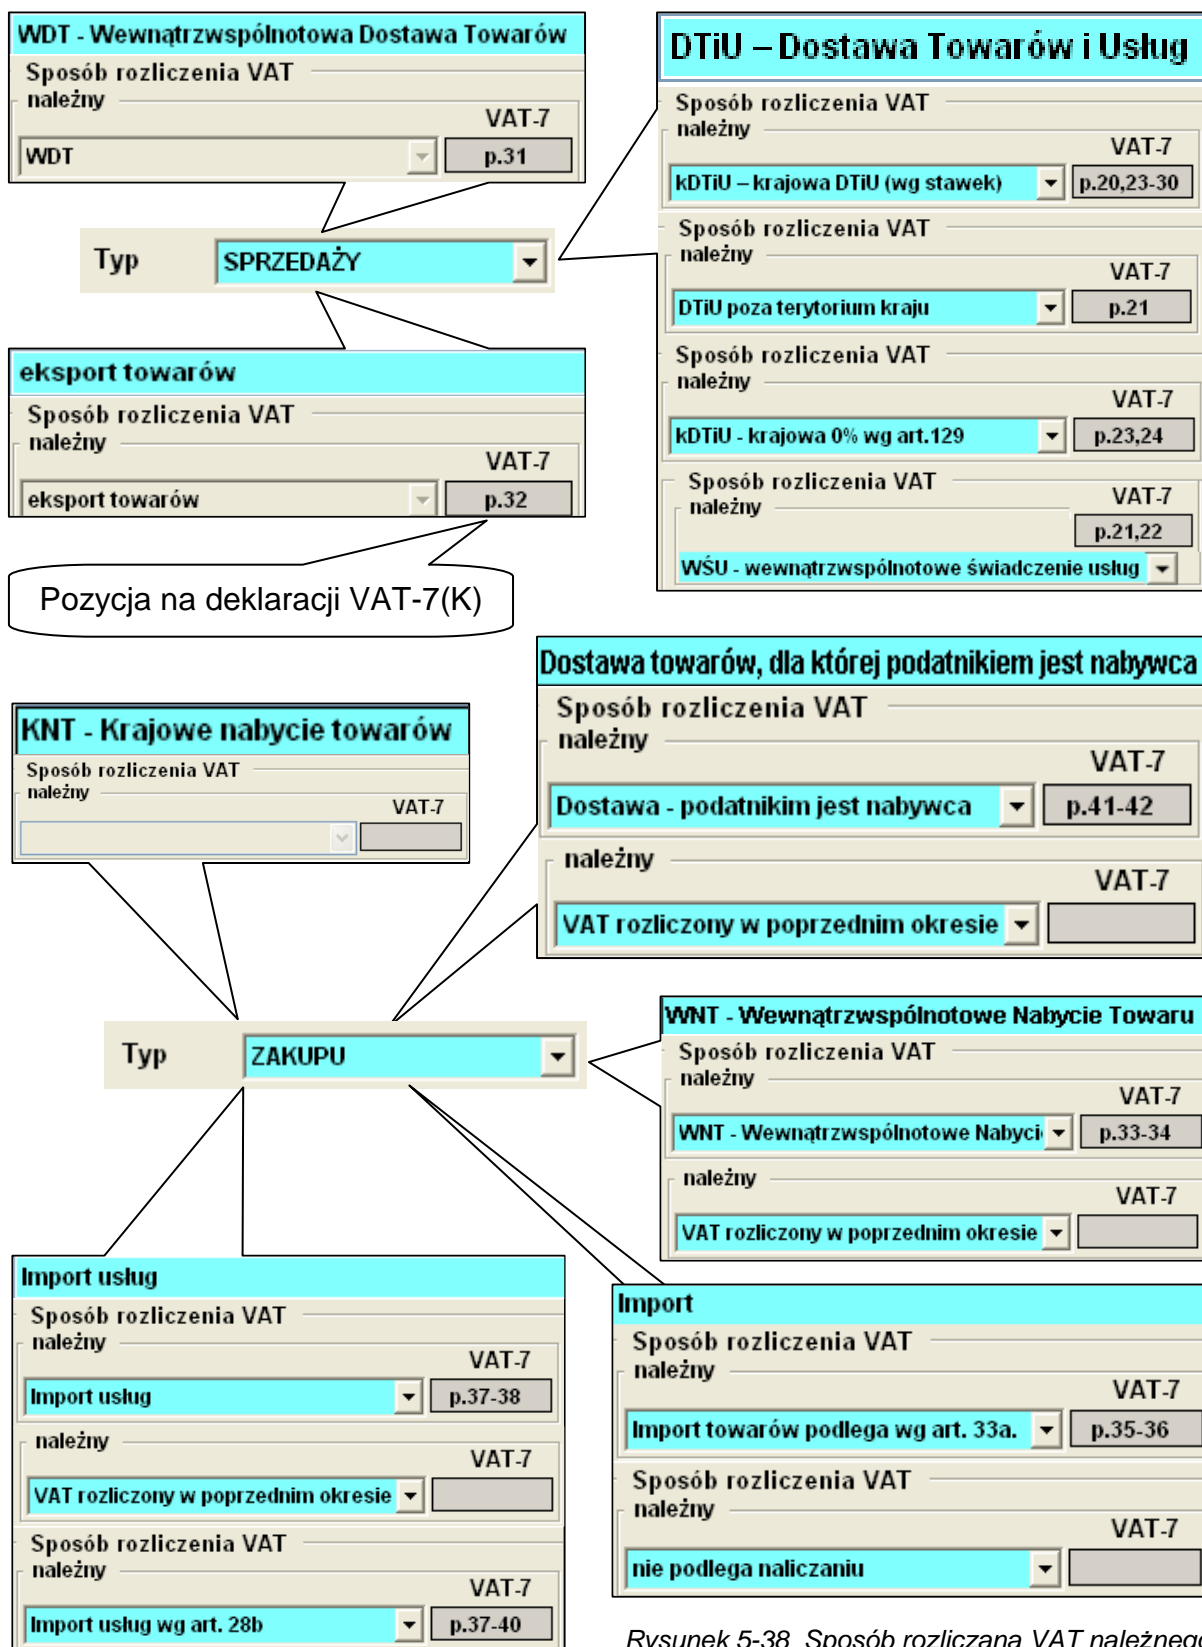 WDT - Wewnątrzwspólnotowa Dostawa Towarów
Sposób rozliczenia VAT
należny
VAT-7
WDT
p.31
DTiU – Dostawa Towarów i Usług
Sposób rozliczenia VAT
należny
VAT-7
kDTiU – krajowa DTiU (wg stawek)
p.20,23-30
Sposób rozliczenia VAT
należny
VAT-7
DTiU poza terytorium kraju
p.21
Sposób rozliczenia VAT
należny
VAT-7
kDTiU - krajowa 0% wg art.129
p.23,24
Sposób rozliczenia VAT
należny
VAT-7
p.21,22
WŚU - wewnątrzwspólnotowe świadczenie usług
Typ
SPRZEDAŻY
eksport towarów
Sposób rozliczenia VAT
należny
VAT-7
eksport towarów
p.32
Pozycja na deklaracji VAT-7(K)
Dostawa towarów, dla której podatnikiem jest nabywca
Sposób rozliczenia VAT
należny
VAT-7
Dostawa - podatnikim jest nabywca
p.41-42
należny
VAT-7
VAT rozliczony w poprzednim okresie
KNT - Krajowe nabycie towarów
Sposób rozliczenia VAT
należny
VAT-7
Typ
ZAKUPU
WNT - Wewnątrzwspólnotowe Nabycie Towaru
Sposób rozliczenia VAT
należny
VAT-7
WNT - Wewnątrzwspólnotowe Nabyci
p.33-34
należny
VAT-7
VAT rozliczony w poprzednim okresie
Import usług
Sposób rozliczenia VAT
należny
VAT-7
Import usług
p.37-38
należny
VAT-7
VAT rozliczony w poprzednim okresie
Sposób rozliczenia VAT
należny
VAT-7
Import usług wg art. 28b
p.37-40
Import
Sposób rozliczenia VAT
należny
VAT-7
Import towarów podlega wg art. 33a.
p.35-36
Sposób rozliczenia VAT
należny
VAT-7
nie podlega naliczaniu
Rysunek 5-38 Sposób rozliczana VAT należnego